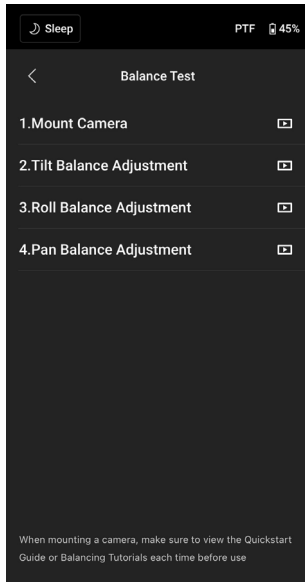 Sleep PTF 45%
Balance Test
1.Mount Camera
2.Tilt Balance Adjustment
3.Roll Balance Adjustment
4.Pan Balance Adjustment
When mounting a camera, make sure to view the Quickstart
Guide or Balancing Tutorials each time before use